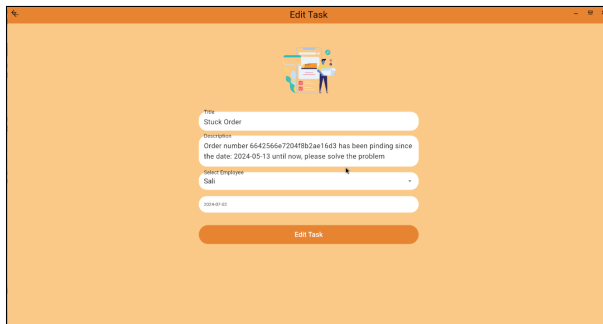 Edit Task
Title
Stuck Order
Description
Order number 6642566e7204f8b2ae16d3 has been pinding since
the date: 2024-05-13 until now, please solve the problem
Select Employee
Sali
2024-07-02
Edit Task